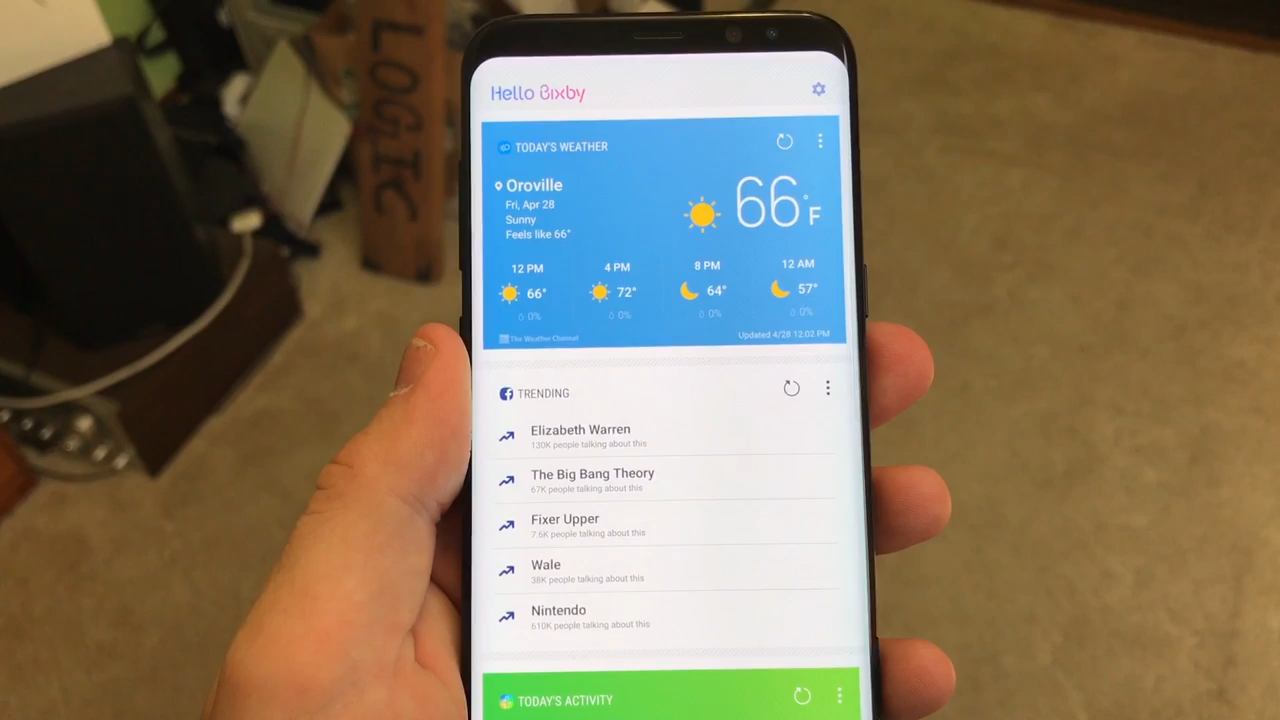 LOGIC
Hello Bixby
TODAY'S WEATHER
Oroville
Fri, Apr 28
Sunny
Feels like 66°
66°F
12 PM 4 PM 8 PM 12 AM
66° 72° 64° 57°
0% 0% 0% 0%
The Weather Channel Updated 4/28 12:02 PM
TRENDING
Elizabeth Warren
130K people talking about this
The Big Bang Theory
67K people talking about this
Fixer Upper
7.6K people talking about this
Wale
38K people talking about this
Nintendo
610K people talking about this
TODAY'S ACTIVITY